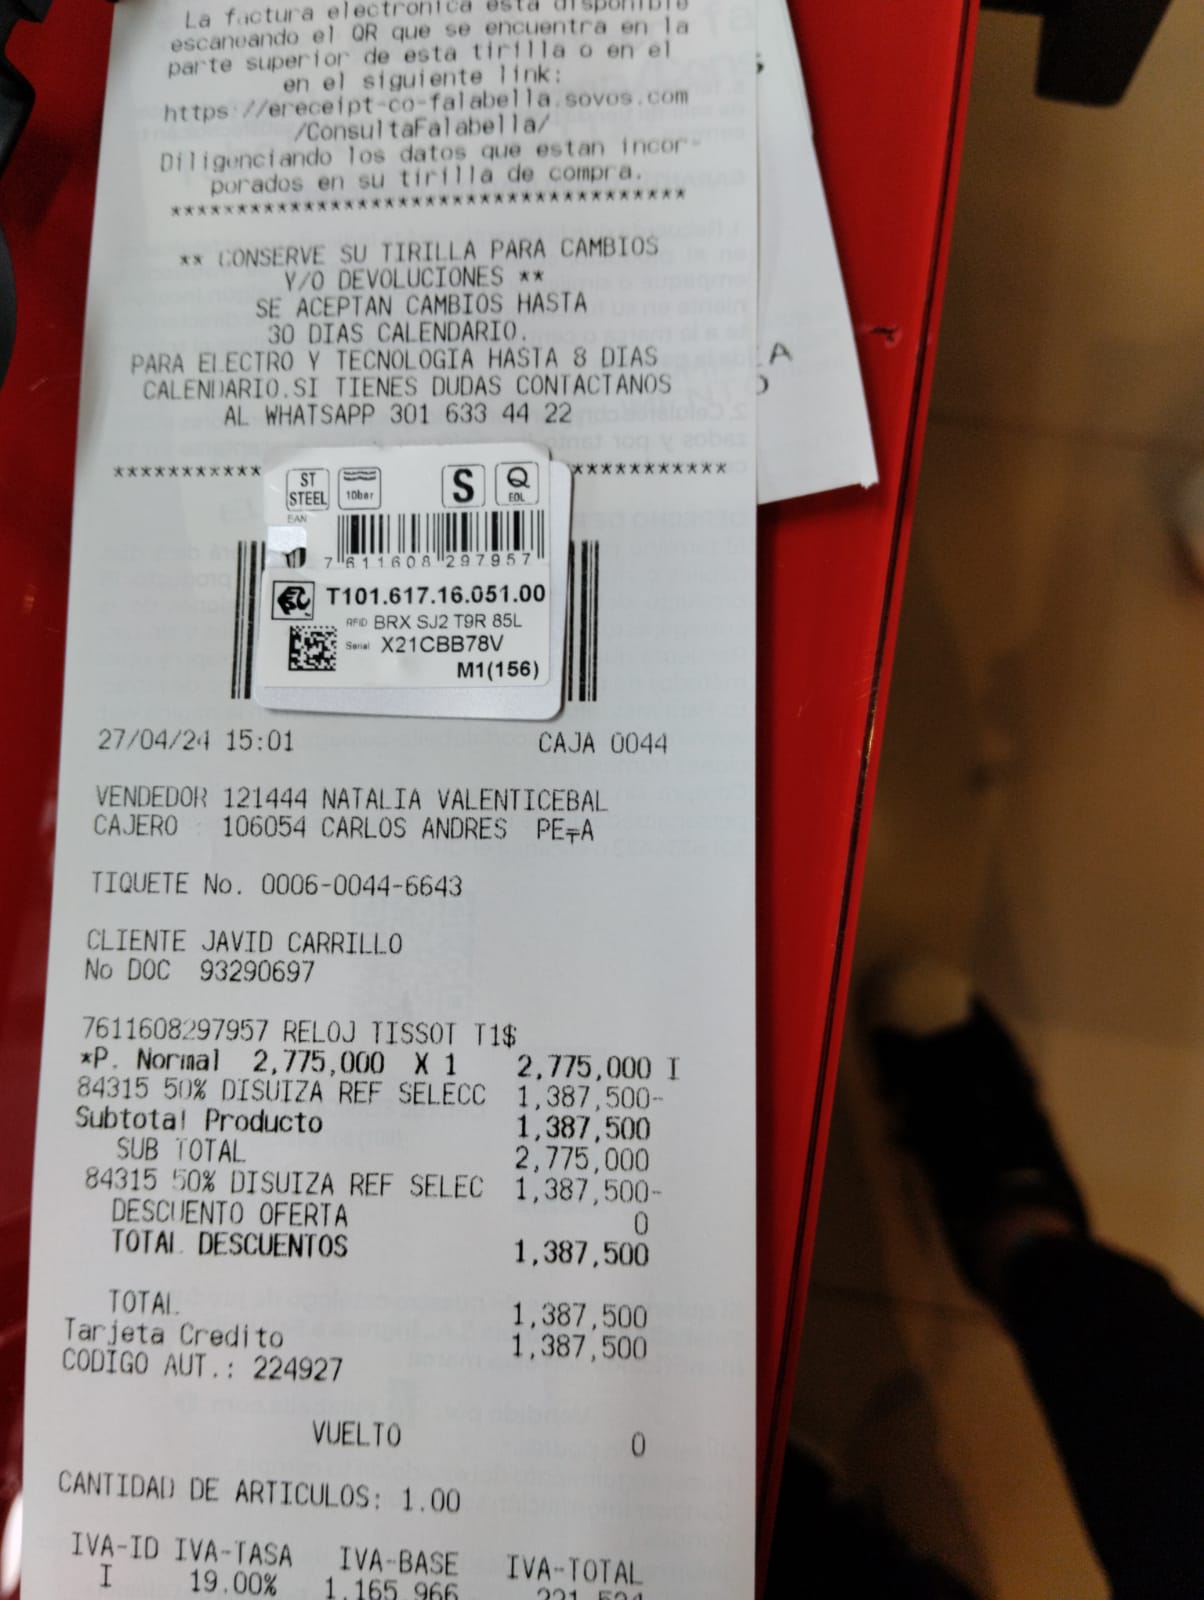 La factura electronica esta disponible
escaneando el QR que se encuentra en la
parte superior de esta tirilla o en el
en el siguiente link:
https://ereceipt-co-falabella.sovos.com
/ConsultaFalabella/
Diligenciando los datos que estan incor-
porados en su tirilla de compra.
****************************************
** CONSERVE SU TIRILLA PARA CAMBIOS
Y/O DEVOLUCIONES **
SE ACEPTAN CAMBIOS HASTA
30 DIAS CALENDARIO.
PARA ELECTRO Y TECNOLOGIA HASTA 8 DIAS
CALENDARIO.SI TIENES DUDAS CONTACTANOS
AL WHATSAPP 301 633 44 22
ST STEEL 10bar S Q EOL
EAN
7 611608 297957
T101.617.16.051.00
RFID BRX SJ2 T9R 85L
Serial X21CBB78V
M1(156)
27/04/24 15:01 CAJA 0044
VENDEDOR 121444 NATALIA VALENTICEBAL
CAJERO 106054 CARLOS ANDRES PE╤A
TIQUETE No. 0006-0044-6643
CLIENTE JAVID CARRILLO
No DOC 93290697
7611608297957 RELOJ TISSOT T1$
*P. Normal 2,775,000 X 1 2,775,000 I
84315 50% DISUIZA REF SELECC 1,387,500-
Subtotal Producto 1,387,500
SUB TOTAL 2,775,000
84315 50% DISUIZA REF SELEC 1,387,500-
DESCUENTO OFERTA 0
TOTAL DESCUENTOS 1,387,500
TOTAL 1,387,500
Tarjeta Credito 1,387,500
CODIGO AUT.: 224927
VUELTO 0
CANTIDAD DE ARTICULOS: 1.00
IVA-ID IVA-TASA IVA-BASE IVA-TOTAL
I 19.00% 1,165,966 221,534